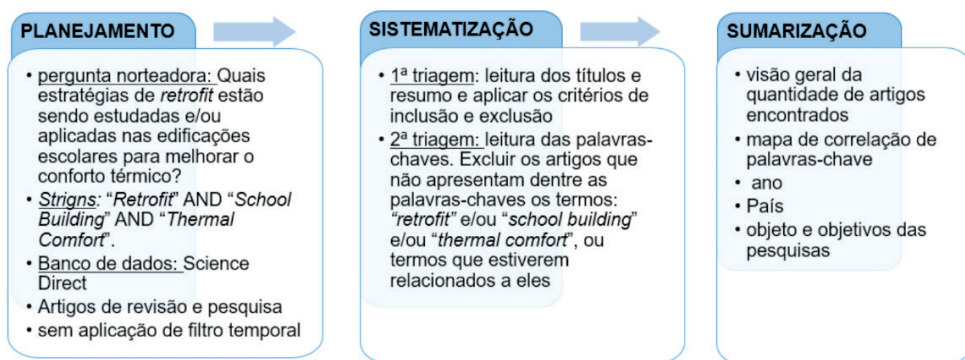 PLANEJAMENTO
• pergunta norteadora: Quais
estratégias de retrofit estão
sendo estudadas e/ou
aplicadas nas edificações
escolares para melhorar o
conforto térmico?
• Strigns: “Retrofit” AND “School
Building” AND “Thermal
Comfort”.
• Banco de dados: Science
Direct
• Artigos de revisão e pesquisa
• sem aplicação de filtro temporal
SISTEMATIZAÇÃO
• 1ª triagem: leitura dos títulos e
resumo e aplicar os critérios de
inclusão e exclusão
• 2ª triagem: leitura das palavras-
chaves. Excluir os artigos que
não apresentam dentre as
palavras-chaves os termos:
“retrofit” e/ou “school building”
e/ou “thermal comfort”, ou
termos que estiverem
relacionados a eles
SUMARIZAÇÃO
• visão geral da
quantidade de artigos
encontrados
• mapa de correlação de
palavras-chave
• ano
• País
• objeto e objetivos das
pesquisas